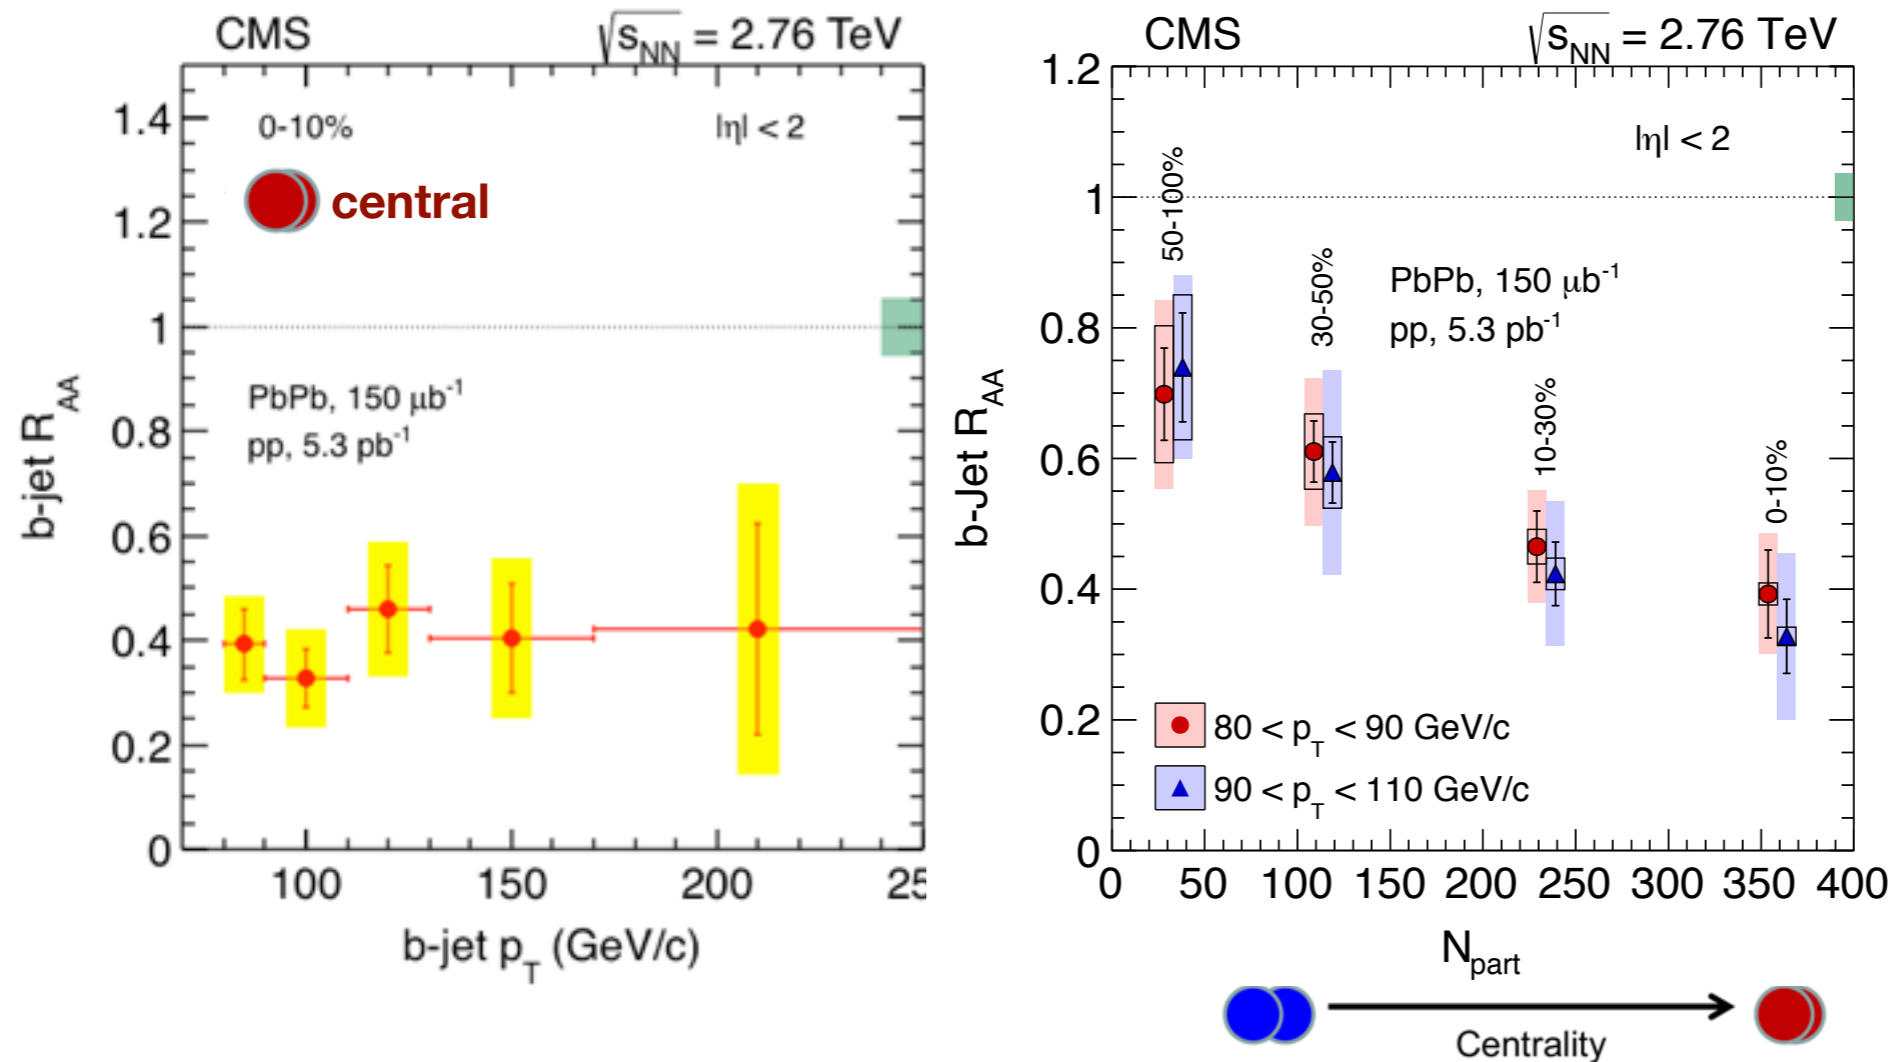 CMS √sNN = 2.76 TeV
0-10% |η| < 2
central
PbPb, 150 μb-1
pp, 5.3 pb-1
b-jet RAA
1.4
1.2
1
0.8
0.6
0.4
0.2
0
100 150 200 25
b-jet pT (GeV/c)
CMS √sNN = 2.76 TeV
|η| < 2
50-100%
30-50%
10-30%
0-10%
PbPb, 150 μb-1
pp, 5.3 pb-1
b-Jet RAA
1.2
1
0.8
0.6
0.4
0.2
0
80 < pT < 90 GeV/c
90 < pT < 110 GeV/c
0 50 100 150 200 250 300 350 400
Npart
Centrality